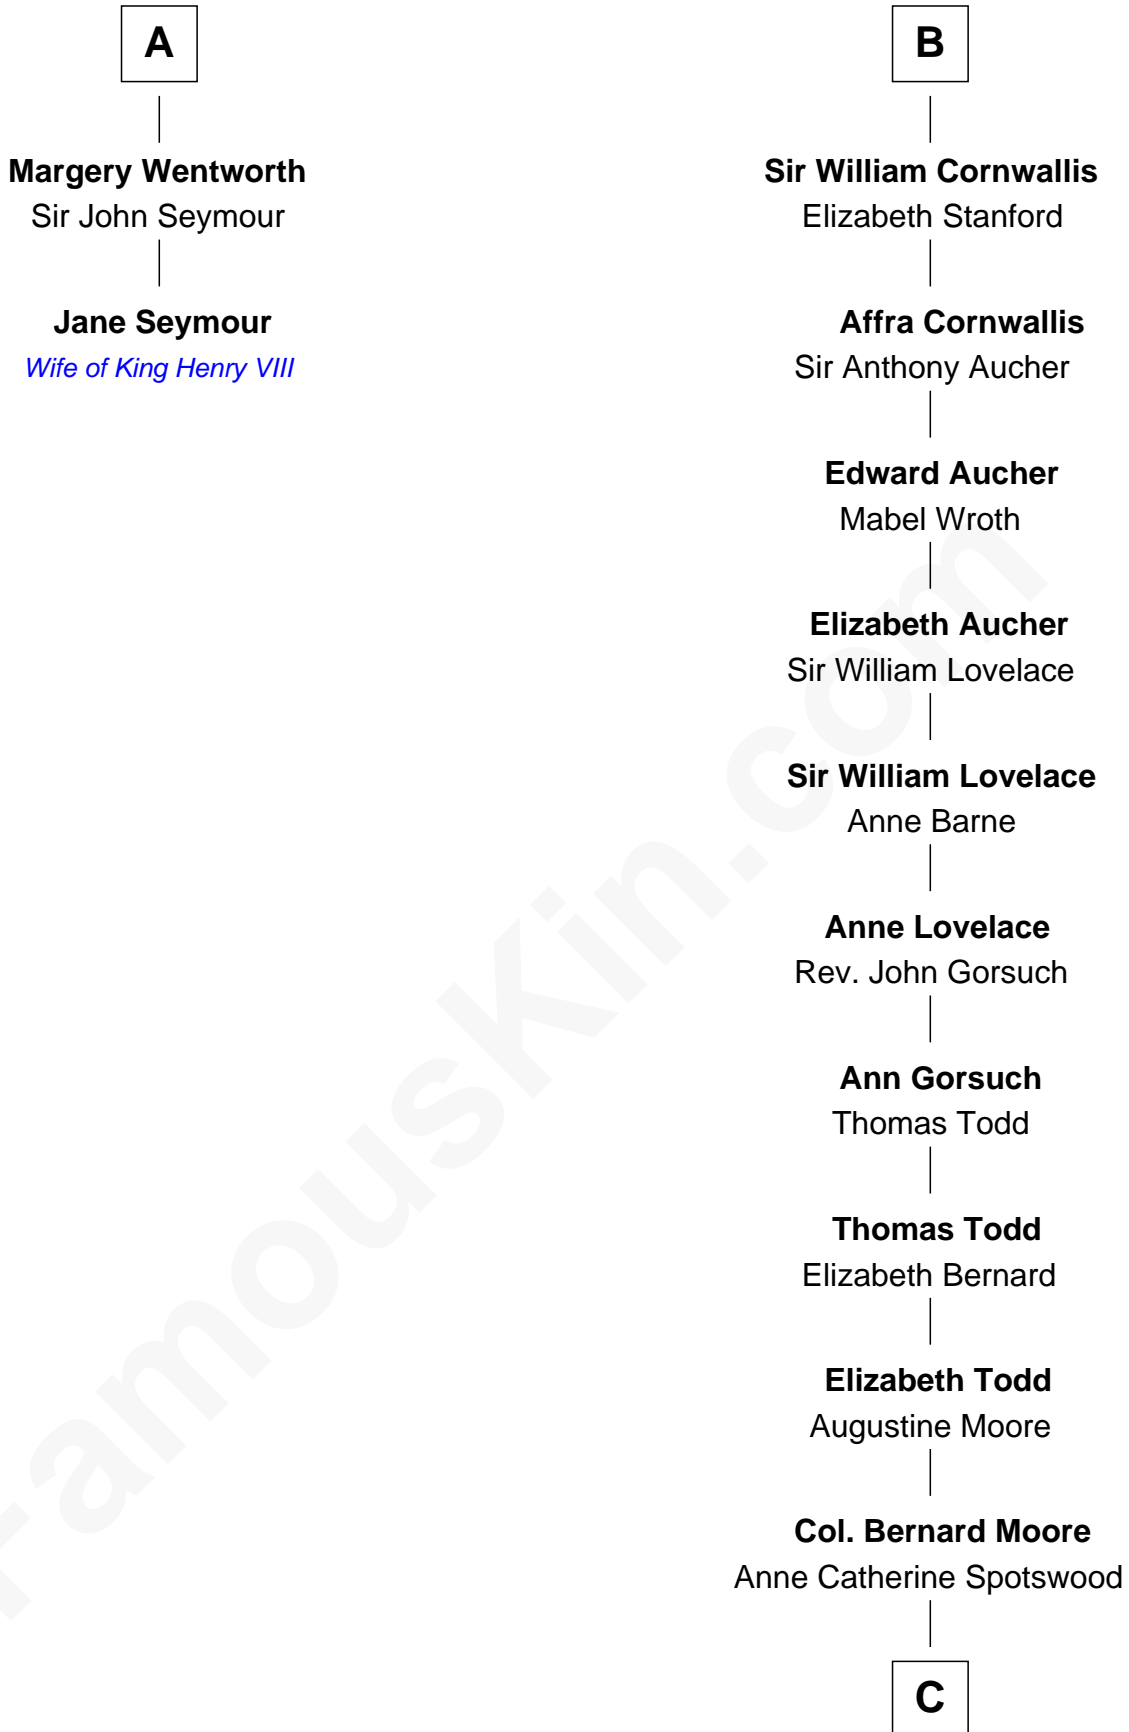 A
Margery Wentworth
Sir John Seymour
Jane Seymour
Wife of King Henry VIII
B
Sir William Cornwallis
Elizabeth Stanford
Affra Cornwallis
Sir Anthony Aucher
Edward Aucher
Mabel Wroth
Elizabeth Aucher
Sir William Lovelace
Sir William Lovelace
Anne Barne
Anne Lovelace
Rev. John Gorsuch
Ann Gorsuch
Thomas Todd
Thomas Todd
Elizabeth Bernard
Elizabeth Todd
Augustine Moore
Col. Bernard Moore
Anne Catherine Spotswood
C
FamousKin.com